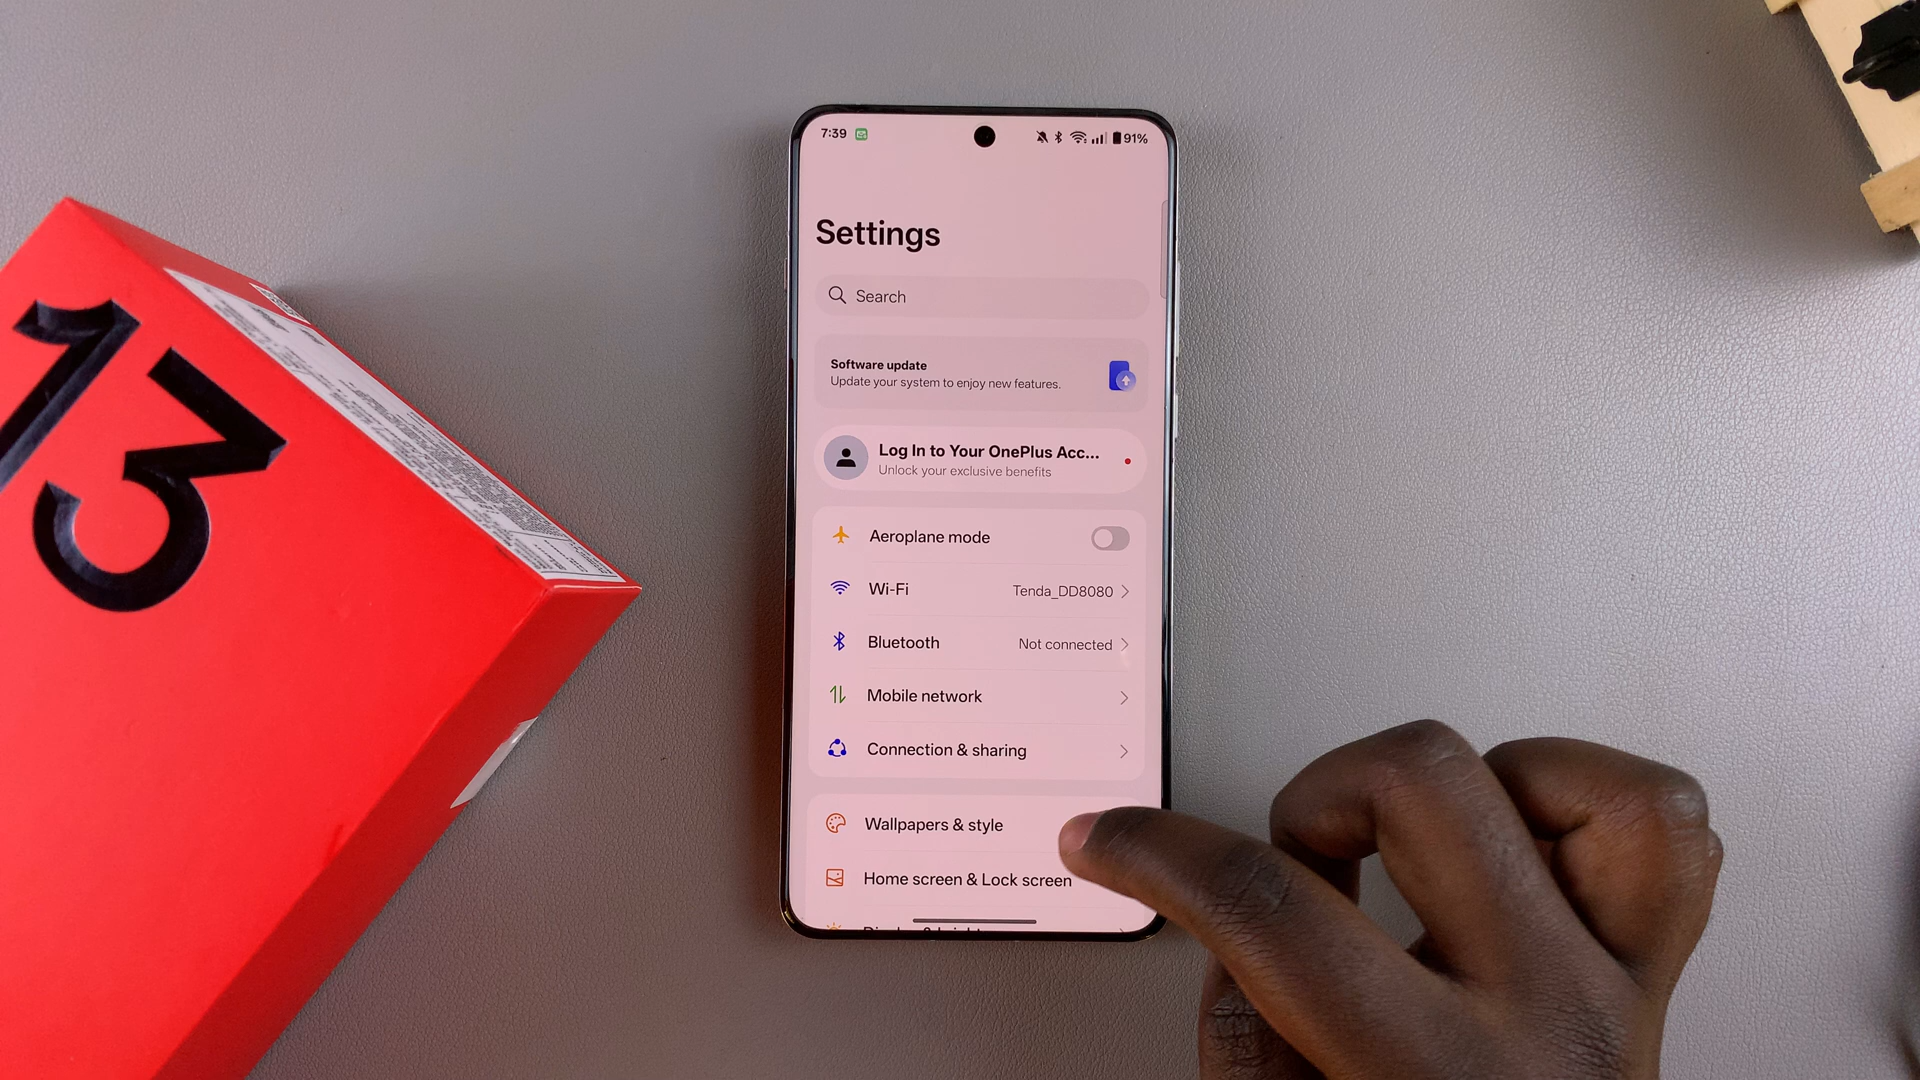 13
7:39
91%
Settings
Search
Software update
Update your system to enjoy new features.
Log In to Your OnePlus Acc...
Unlock your exclusive benefits
Aeroplane mode
Wi-Fi
Tenda_DD8080
Bluetooth
Not connected
Mobile network
Connection & sharing
Wallpapers & style
Home screen & Lock screen